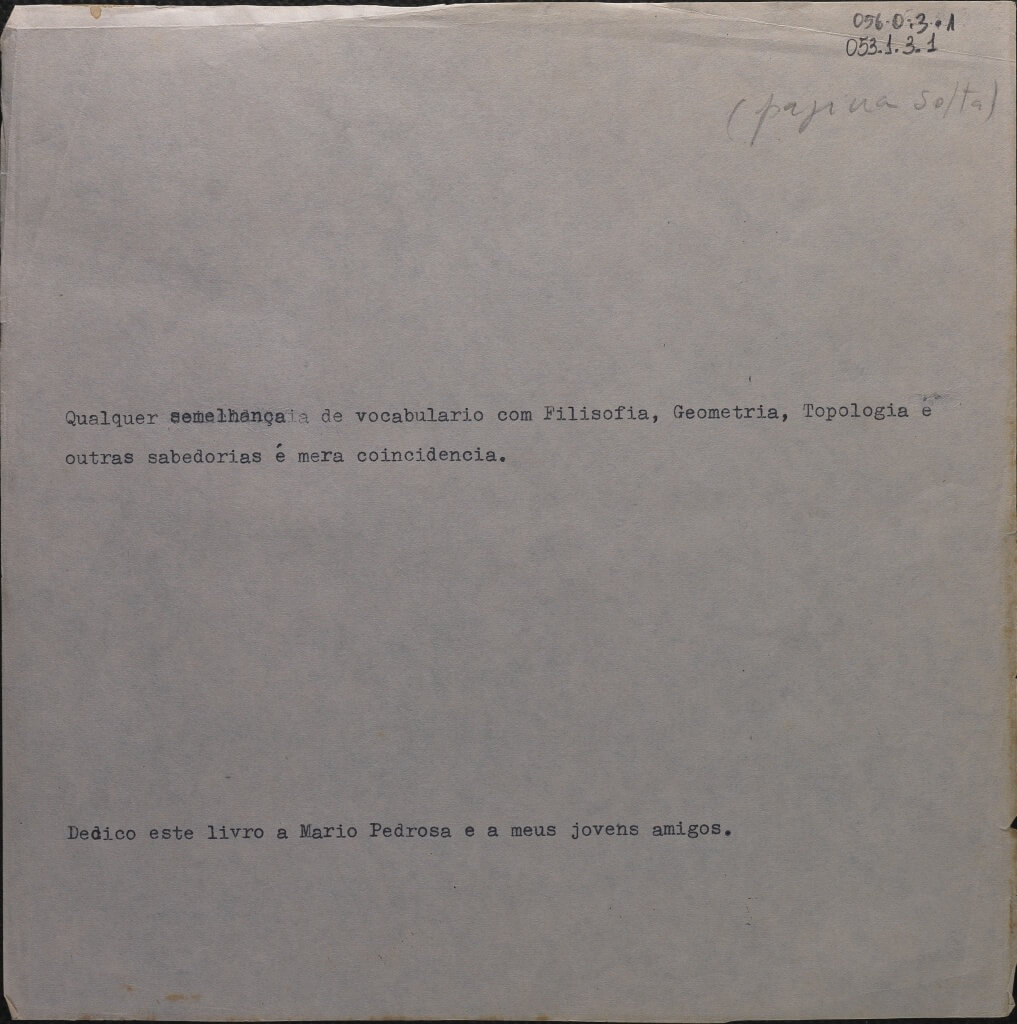 056.0.3.1
053.1.3.1
(pagina solta)
Qualquer semelhança de vocabulario com Filisofia, Geometria, Topologia e
outras sabedorias é mera coincidencia.
Dedico este livro a Mario Pedrosa e a meus jovens amigos.